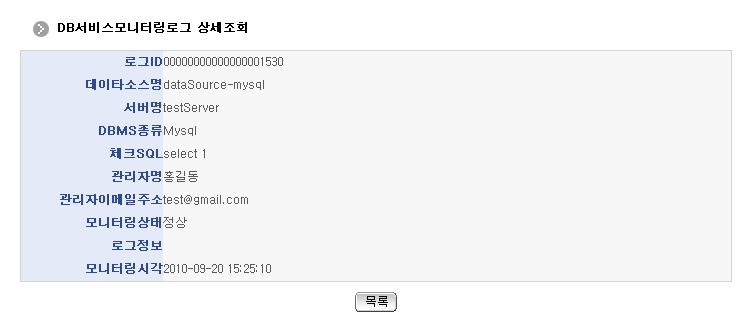 DB서비스모니터링로그 상세조회
로그ID 00000000000000001530
데이타소스명 dataSource-mysql
서버명 testServer
DBMS종류 Mysql
체크SQL select 1
관리자명 홍길동
관리자이메일주소 test@gmail.com
모니터링상태 정상
로그정보
모니터링시각 2010-09-20 15:25:10
목록